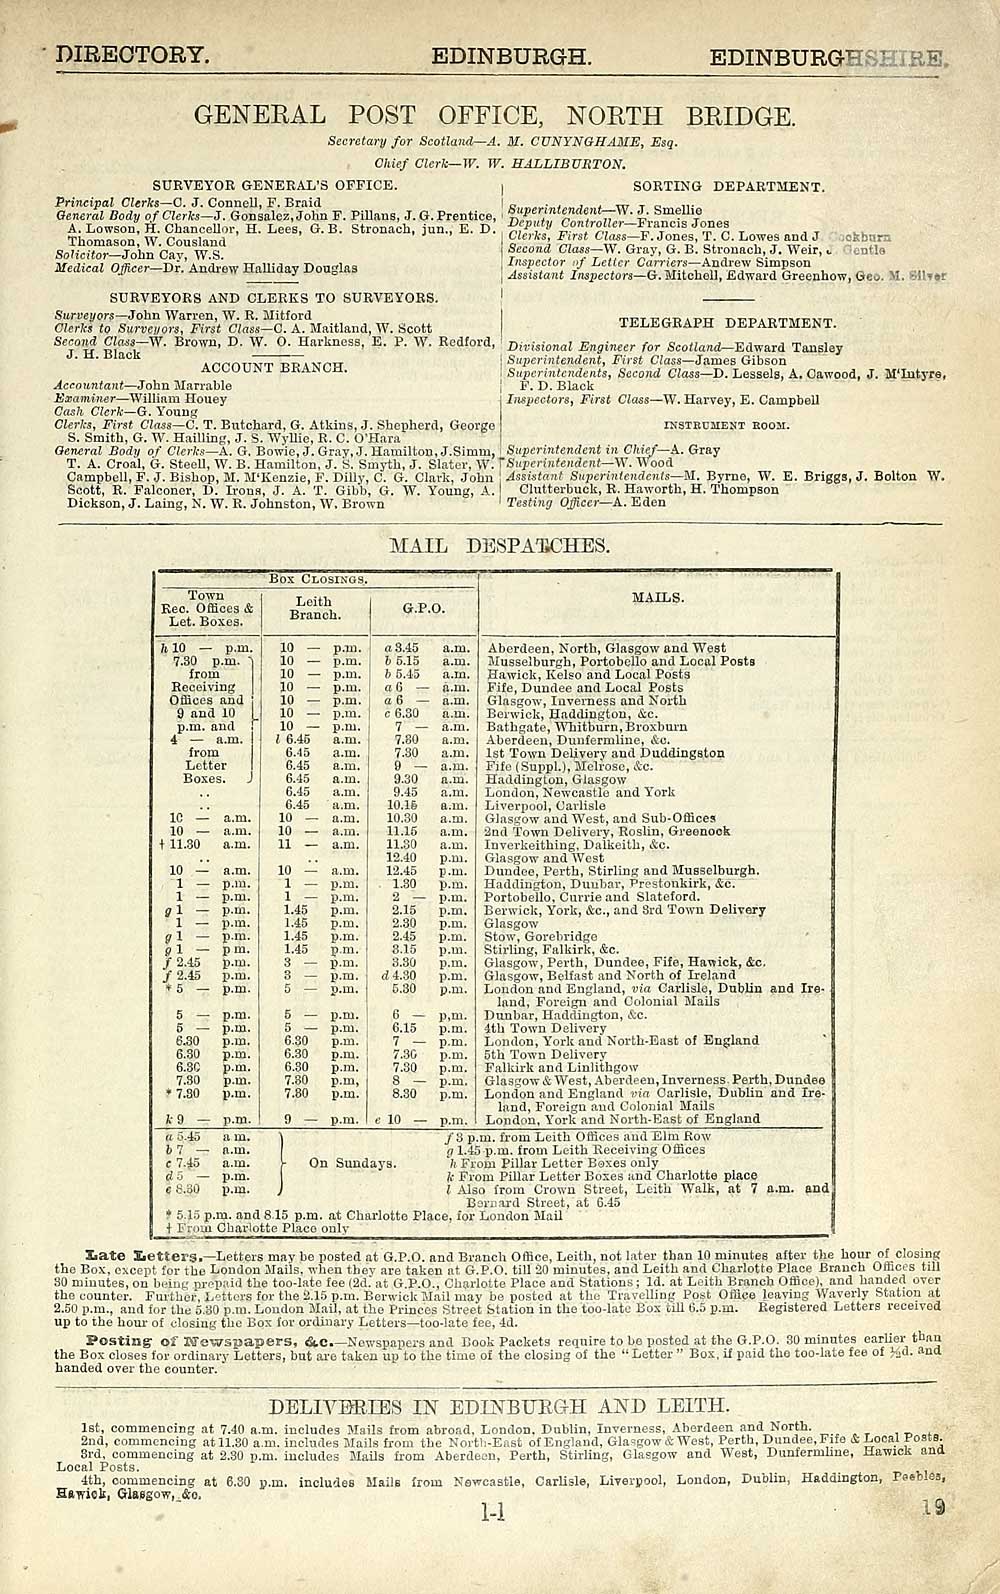 DIRECTORY. EDINBURGH. EDINBURGHSHIRE.
GENERAL POST OFFICE, NORTH BRIDGE.
Secretary for Scotland—A. M. CUNYNGHAME, Esq.
Chief Clerk—W. W. HALLIBURTON.
SURVEYOR GENERAL'S OFFICE.
Principal Clerks—C. J. Connell, F. Braid
General Body of Clerks—J. Gonsalez, John F. Pillans, J. G. Prentice,
A. Lowson, H. Chancellor, H. Lees, G. B. Stronach, jun., E. D.
Thomason, W. Cousland
Solicitor—John Cay, W.S.
Medical Officer—Dr. Andrew Halliday Douglas
SURVEYORS AND CLERKS TO SURVEYORS.
Surveyors—John Warren, W. R. Mitford
Clerks to Surveyors, First Class—C. A. Maitland, W. Scott
Second Class—W. Brown, D. W. O. Harkness, E. P. W. Redford,
J. H. Black
ACCOUNT BRANCH.
Accountant—John Marrable
Examiner—William Houey
Cash Clerk—G. Young
Clerks, First Class—C. T. Butchard, G. Atkins, J. Shepherd, George
S. Smith, G. W. Hailling, J. S. Wyllie, R. C. O'Hara
General Body of Clerks—A. G. Bowie, J. Gray, J. Hamilton, J. Simm,
T. A. Croal, G. Steell, W. B. Hamilton, J. S. Smyth, J. Slater, W.
Campbell, F. J. Bishop, M. M'Kenzie, F. Dilly, C. G. Clark, John
Scott, R. Falconer, D. Irons, J. A. T. Gibb, G. W. Young, A.
Dickson, J. Laing, N. W. R. Johnston, W. Brown
SORTING DEPARTMENT.
Superintendent—W. J. Smellie
Deputy Controller—Francis Jones
Clerks, First Class—F. Jones, T. C. Lowes and J. Cockburn
Second Class—W. Gray, G. B. Stronach, J. Weir, J. Gentle
Inspector of Letter Carriers—Andrew Simpson
Assistant Inspectors—G. Mitchell, Edward Greenhow, Geo. M. Silver
TELEGRAPH DEPARTMENT.
Divisional Engineer for Scotland—Edward Tansley
Superintendent, First Class—James Gibson
Superintendents, Second Class—D. Lessels, A. Cawood, J. M'Intyre,
F. D. Black
Inspectors, First Class—W. Harvey, E. Campbell
INSTRUMENT ROOM.
Superintendent in Chief—A. Gray
Superintendent—W. Wood
Assistant Superintendents—M. Byrne, W. E. Briggs, J. Bolton W.
Clutterbuck, R. Haworth, H. Thompson
Testing Officer—A. Eden
MAIL DESPATCHES.
Box Closings.
Town Rec. Offices & Let. Boxes. Leith Branch. G.P.O. MAILS.
h 10 — p.m. 10 — p.m. a 3.45 a.m. Aberdeen, North, Glasgow and West
7.30 p.m. 10 — p.m. b 5.15 a.m. Musselburgh, Portobello and Local Posts
from 10 — p.m. b 5.45 a.m. Hawick, Kelso and Local Posts
Receiving 10 — p.m. a 6 — a.m. Fife, Dundee and Local Posts
Offices and 10 — p.m. a 6 — a.m. Glasgow, Inverness and North
9 and 10 10 — p.m. c 6.30 a.m. Berwick, Haddington, &c.
p.m. and 10 — p.m. 7 — a.m. Bathgate, Whitburn, Broxburn
4 — a.m. l 6.45 a.m. 7.30 a.m. Aberdeen, Dunfermline, &c.
from 6.45 a.m. 7.30 a.m. 1st Town Delivery and Duddingston
Letter 6.45 a.m. 9 — a.m. Fife (Suppl.), Melrose, &c.
Boxes. 6.45 a.m. 9.30 a.m. Haddington, Glasgow
.. 6.45 a.m. 9.45 a.m. London, Newcastle and York
.. 6.45 a.m. 10.15 a.m. Liverpool, Carlisle
10 — a.m. 10 — a.m. 10.30 a.m. Glasgow and West, and Sub-Offices
10 — a.m. 10 — a.m. 11.15 a.m. 2nd Town Delivery, Roslin, Greenock
† 11.30 a.m. 11 — a.m. 11.30 a.m. Inverkeithing, Dalkeith, &c.
.. .. 12.40 p.m. Glasgow and West
10 — a.m. 10 — a.m. 12.45 p.m. Dundee, Perth, Stirling and Musselburgh.
1 — p.m. 1 — p.m. 1.30 p.m. Haddington, Dunbar, Prestonkirk, &c.
1 — p.m. 1 — p.m. 2 — p.m. Portobello, Currie and Slateford.
g 1 — p.m. 1.45 p.m. 2.15 p.m. Berwick, York, &c., and 3rd Town Delivery
1 — p.m. 1.45 p.m. 2.30 p.m. Glasgow
g 1 — p.m. 1.45 p.m. 2.45 p.m. Stow, Gorebridge
g 1 — p m. 1.45 p.m. 3.15 p.m. Stirling, Falkirk, &c.
f 2.45 p.m. 3 — p.m. 3.30 p.m. Glasgow, Perth, Dundee, Fife, Hawick, &c.
f 2.45 p.m. 3 — p.m. d 4.30 p.m. Glasgow, Belfast and North of Ireland
* 5 — p.m. 5 — p.m. 5.30 p.m. London and England, via Carlisle, Dublin and Ire-
land, Foreign and Colonial Mails
5 — p.m. 5 — p.m. 6 — p,m. Dunbar, Haddington, &c.
5 — p.m. 5 — p.m. 6.15 p.m. 4th Town Delivery
6.30 p.m. 6.30 p.m. 7 — p.m. London, York and North-East of England
6.30 p.m. 6.30 p.m. 7.30 p.m. 5th Town Delivery
6.30 p.m. 6.30 p.m. 7.30 p.m. Falkirk and Linlithgow
7.30 p.m. 7.30 p.m, 8 — p.m. Glasgow & West, Aberdeen, Inverness. Perth, Dundee
* 7.30 p.m. 7.30 p.m. 8.30 p.m. London and England via Carlisle, Dublin and Ire-
land, Foreign and Colonial Mails
k 9 — p.m. 9 — p.m. e 10 — p.m. London, York and North-East of England
a 5.45 a m. f 3 p.m. from Leith Offices and Elm Row
b 7 — a.m. g 1.45 p.m. from Leith Receiving Offices
c 7.45 a.m. On Sundays. h From Pillar Letter Boxes only
d 5 — p.m. k From Pillar Letter Boxes and Charlotte place
e 8.30 p.m. l Also from Crown Street, Leith Walk, at 7 a.m. and
Bernard Street, at 6.45
* 5.15 p.m. and 8.15 p.m. at Charlotte Place, for London Mail
† From Charlotte Place only
Late Letters.—Letters may be posted at G.P.O. and Branch Office, Leith, not later than 10 minutes after the hour of closing
the Box, except for the London Mails, when they are taken at G.P.O. till 20 minutes, and Leith and Charlotte Place Branch Offices till
30 minutes, on being prepaid the too-late fee (2d. at G.P.O., Charlotte Place and Stations; 1d. at Leith Branch Office), and handed over
the counter. Further, Letters for the 2.15 p.m. Berwick Mail may be posted at the Travelling Post Office leaving Waverly Station at
2.50 p.m., and for the 5.30 p.m. London Mail, at the Princes Street Station in the too-late Box till 6.5 p.m. Registered Letters received
up to the hour of closing the Box for ordinary Letters—too-late fee, 4d.
Posting of Newspapers, &c.—Newspapers and Book Packets require to be posted at the G.P.O. 30 minutes earlier than
the Box closes for ordinary Letters, but are taken up to the time of the closing of the "Letter" Box, if paid the too-late fee of ½d. and
handed over the counter.
DELIVERIES IN EDINBURGH AND LEITH.
1st, commencing at 7.40 a.m. includes Mails from abroad, London, Dublin, Inverness, Aberdeen and North.
2nd, commencing at 11.30 a.m. includes Mails from the North-East of England, Glasgow & West, Perth, Dundee, Fife & Local Posts.
3rd, commencing at 2.30 p.m. includes Mails from Aberdeen, Perth, Stirling, Glasgow and West, Dunfermline, Hawick and
Local Posts.
4th, commencing at 6.30 p.m. includes Mails from Newcastle, Carlisle, Liverpool, London, Dublin, Haddington, Peebles,
Hawick, Glasgow, &c.
1-1 19